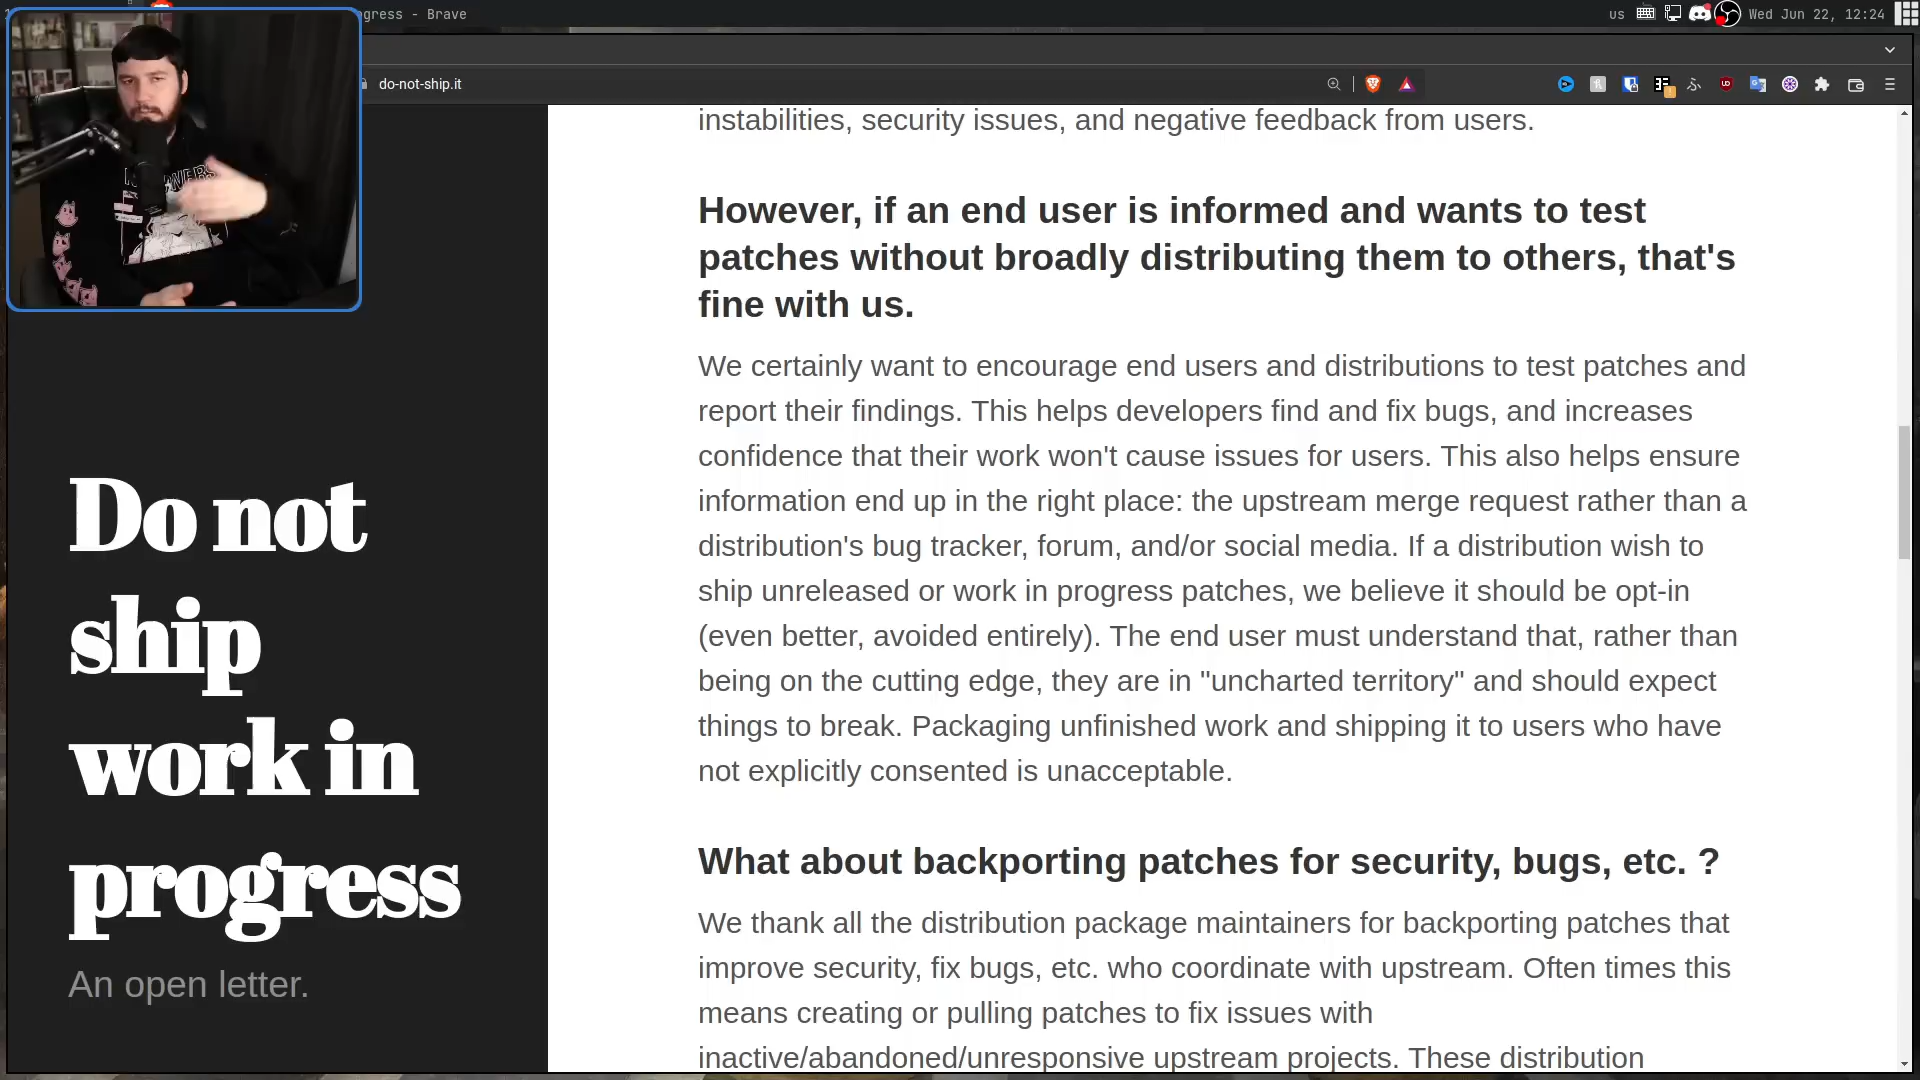 ogress - Brave
us
Wed Jun 22, 12:24
do-not-ship.it
Do not
ship
work in
progress
An open letter.
instabilities, security issues, and negative feedback from users.
However, if an end user is informed and wants to test
patches without broadly distributing them to others, that's
fine with us.
We certainly want to encourage end users and distributions to test patches and
report their findings. This helps developers find and fix bugs, and increases
confidence that their work won't cause issues for users. This also helps ensure
information end up in the right place: the upstream merge request rather than a
distribution's bug tracker, forum, and/or social media. If a distribution wish to
ship unreleased or work in progress patches, we believe it should be opt-in
(even better, avoided entirely). The end user must understand that, rather than
being on the cutting edge, they are in "uncharted territory" and should expect
things to break. Packaging unfinished work and shipping it to users who have
not explicitly consented is unacceptable.
What about backporting patches for security, bugs, etc. ?
We thank all the distribution package maintainers for backporting patches that
improve security, fix bugs, etc. who coordinate with upstream. Often times this
means creating or pulling patches to fix issues with
inactive/abandoned/unresponsive upstream projects. These distribution